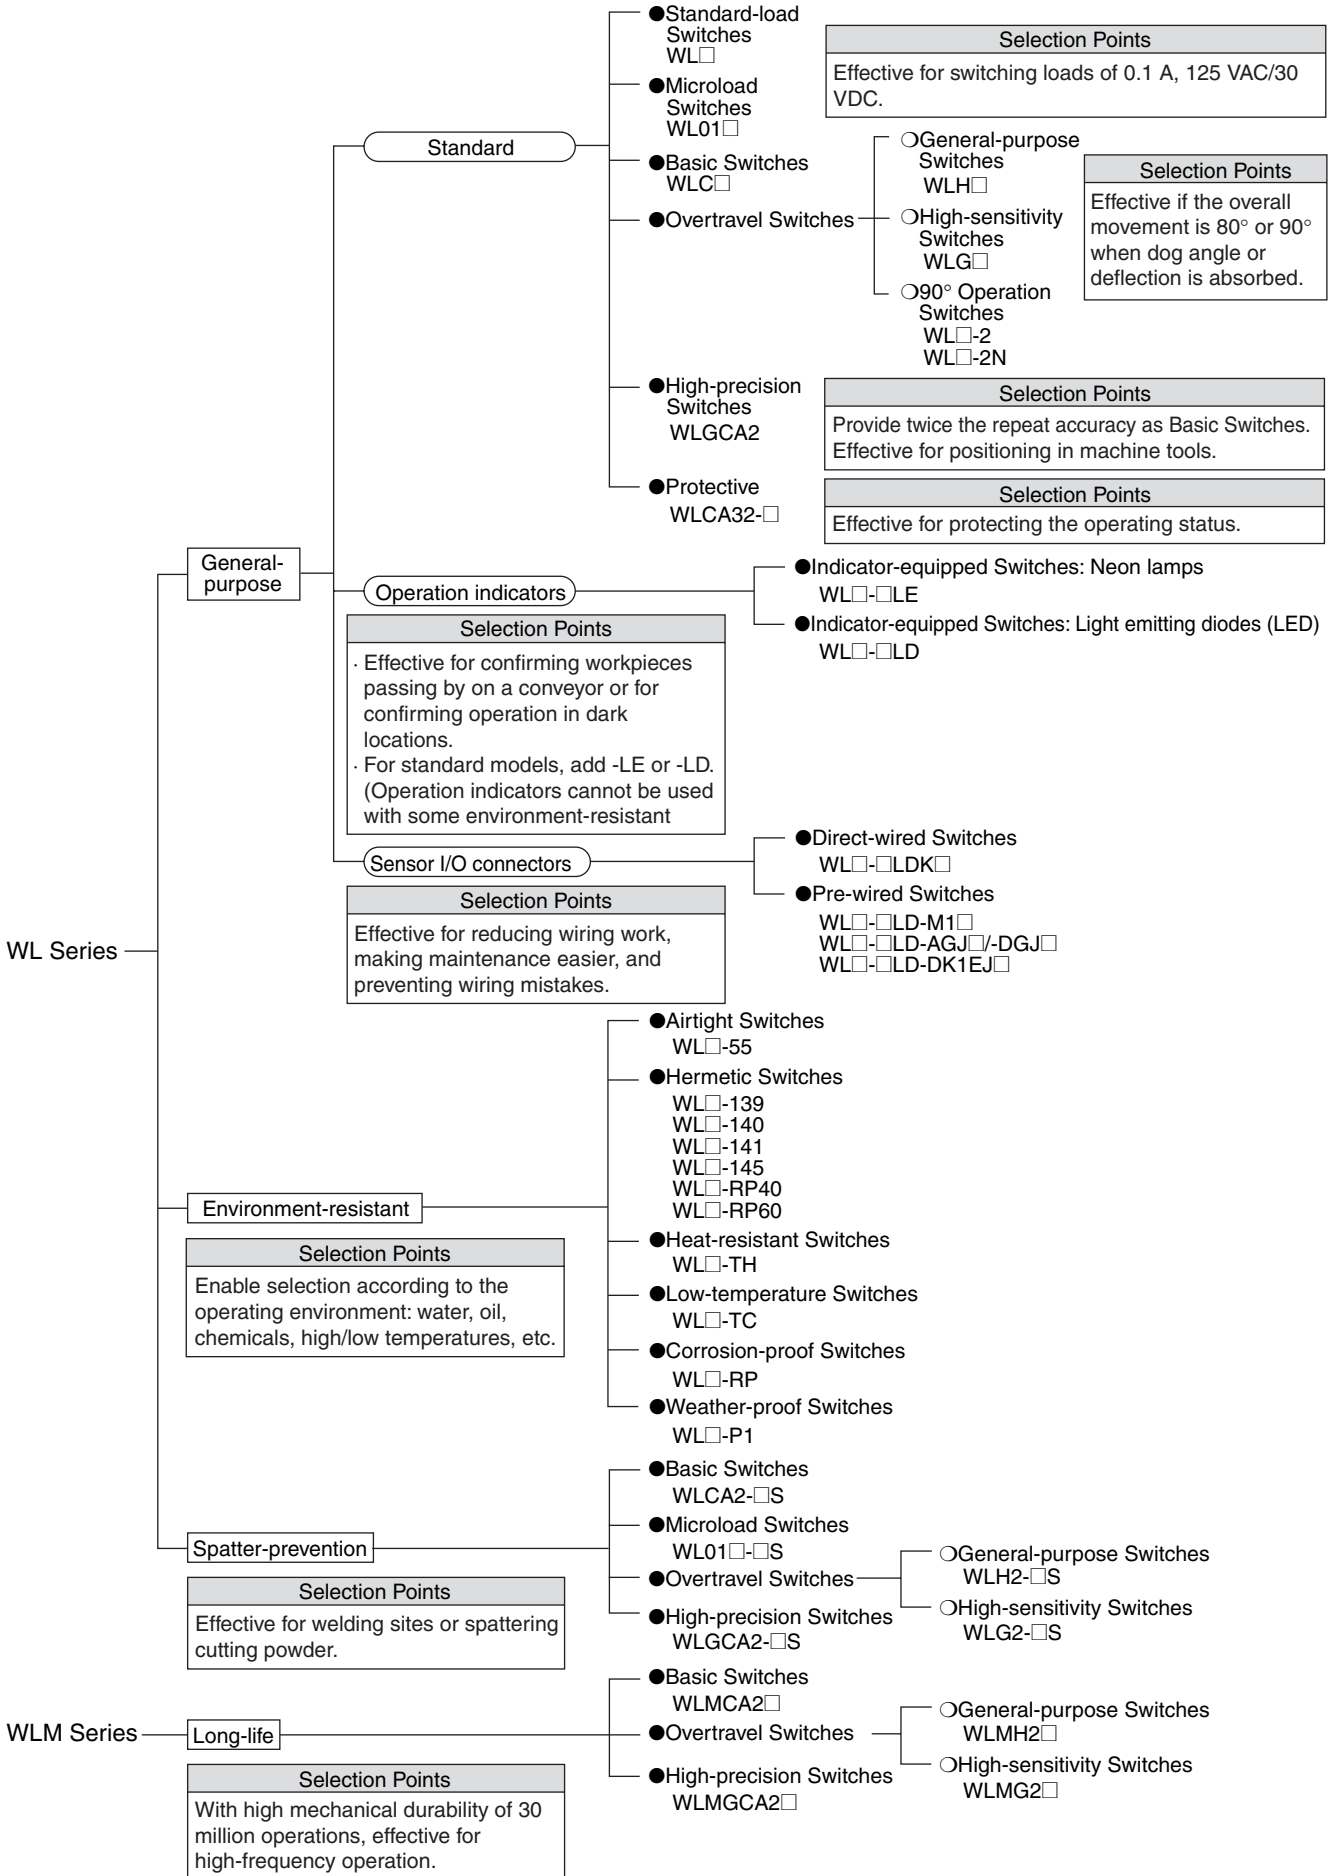 ●Standard-load
Switches
WL□
Selection Points
Effective for switching loads of 0.1 A, 125 VAC/30
VDC.
●Microload
Switches
WL01□
Standard
●Basic Switches
WLC□
●Overtravel Switches
❍General-purpose
Switches
WLH□
❍High-sensitivity
Switches
WLG□
❍90° Operation
Switches
WL□-2
WL□-2N
Selection Points
Effective if the overall
movement is 80° or 90°
when dog angle or
deflection is absorbed.
●High-precision
Switches
WLGCA2
Selection Points
Provide twice the repeat accuracy as Basic Switches.
Effective for positioning in machine tools.
●Protective
WLCA32-□
Selection Points
Effective for protecting the operating status.
General-
purpose
Operation indicators
●Indicator-equipped Switches: Neon lamps
WL□-□LE
●Indicator-equipped Switches: Light emitting diodes (LED)
WL□-□LD
Selection Points
· Effective for confirming workpieces
passing by on a conveyor or for
confirming operation in dark
locations.
· For standard models, add -LE or -LD.
(Operation indicators cannot be used
with some environment-resistant
Sensor I/O connectors
●Direct-wired Switches
WL□-□LDK□
●Pre-wired Switches
WL□-□LD-M1□
WL□-□LD-AGJ□/-DGJ□
WL□-□LD-DK1EJ□
Selection Points
Effective for reducing wiring work,
making maintenance easier, and
preventing wiring mistakes.
WL Series
●Airtight Switches
WL□-55
●Hermetic Switches
WL□-139
WL□-140
WL□-141
WL□-145
WL□-RP40
WL□-RP60
Environment-resistant
Selection Points
Enable selection according to the
operating environment: water, oil,
chemicals, high/low temperatures, etc.
●Heat-resistant Switches
WL□-TH
●Low-temperature Switches
WL□-TC
●Corrosion-proof Switches
WL□-RP
●Weather-proof Switches
WL□-P1
●Basic Switches
WLCA2-□S
●Microload Switches
WL01□-□S
Spatter-prevention
●Overtravel Switches
❍General-purpose Switches
WLH2-□S
❍High-sensitivity Switches
WLG2-□S
●High-precision Switches
WLGCA2-□S
Selection Points
Effective for welding sites or spattering
cutting powder.
●Basic Switches
WLMCA2□
WLM Series
Long-life
●Overtravel Switches
❍General-purpose Switches
WLMH2□
❍High-sensitivity Switches
WLMG2□
●High-precision Switches
WLMGCA2□
Selection Points
With high mechanical durability of 30
million operations, effective for
high-frequency operation.